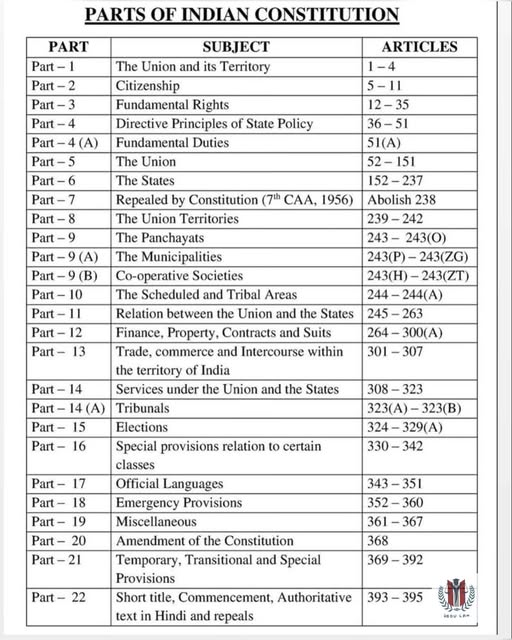 PARTS OF INDIAN CONSTITUTION
PART SUBJECT ARTICLES
Part – 1 The Union and its Territory 1 – 4
Part – 2 Citizenship 5 – 11
Part – 3 Fundamental Rights 12 – 35
Part – 4 Directive Principles of State Policy 36 – 51
Part – 4 (A) Fundamental Duties 51(A)
Part – 5 The Union 52 – 151
Part – 6 The States 152 – 237
Part – 7 Repealed by Constitution (7th CAA, 1956) Abolish 238
Part – 8 The Union Territories 239 – 242
Part – 9 The Panchayats 243 – 243(O)
Part – 9 (A) The Municipalities 243(P) – 243(ZG)
Part – 9 (B) Co-operative Societies 243(H) – 243(ZT)
Part – 10 The Scheduled and Tribal Areas 244 – 244(A)
Part – 11 Relation between the Union and the States 245 – 263
Part – 12 Finance, Property, Contracts and Suits 264 – 300(A)
Part – 13 Trade, commerce and Intercourse within 301 – 307
the territory of India
Part – 14 Services under the Union and the States 308 – 323
Part – 14 (A) Tribunals 323(A) – 323(B)
Part – 15 Elections 324 – 329(A)
Part – 16 Special provisions relation to certain 330 – 342
classes
Part – 17 Official Languages 343 – 351
Part – 18 Emergency Provisions 352 – 360
Part – 19 Miscellaneous 361 – 367
Part – 20 Amendment of the Constitution 368
Part – 21 Temporary, Transitional and Special 369 – 392
Provisions
Part – 22 Short title, Commencement, Authoritative 393 – 395
text in Hindi and repeals